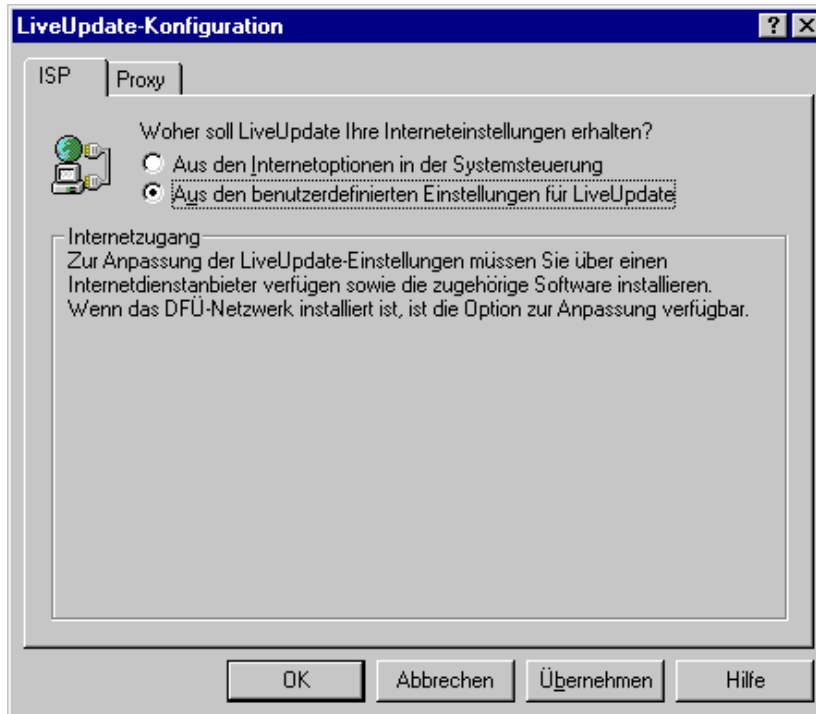 LiveUpdate-Konfiguration
ISP
Proxy
Woher soll LiveUpdate Ihre Interneteinstellungen erhalten?
Aus den Internetoptionen in der Systemsteuerung
Aus den benutzerdefinierten Einstellungen für LiveUpdate
Internetzugang
Zur Anpassung der LiveUpdate-Einstellungen müssen Sie über einen
Internetdienstanbieter verfügen sowie die zugehörige Software installieren.
Wenn das DFÜ-Netzwerk installiert ist, ist die Option zur Anpassung verfügbar.
OK
Abbrechen
Übernehmen
Hilfe